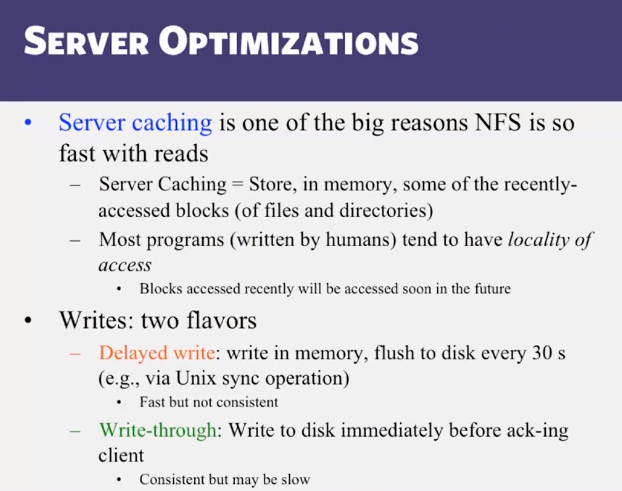 SERVER OPTIMIZATIONS
• Server caching is one of the big reasons NFS is so
fast with reads
– Server Caching = Store, in memory, some of the recently-
accessed blocks (of files and directories)
– Most programs (written by humans) tend to have locality of
access
• Blocks accessed recently will be accessed soon in the future
• Writes: two flavors
– Delayed write: write in memory, flush to disk every 30 s
(e.g., via Unix sync operation)
• Fast but not consistent
– Write-through: Write to disk immediately before ack-ing
client
• Consistent but may be slow